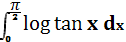 ∫₀^{π/2} log tan x dx